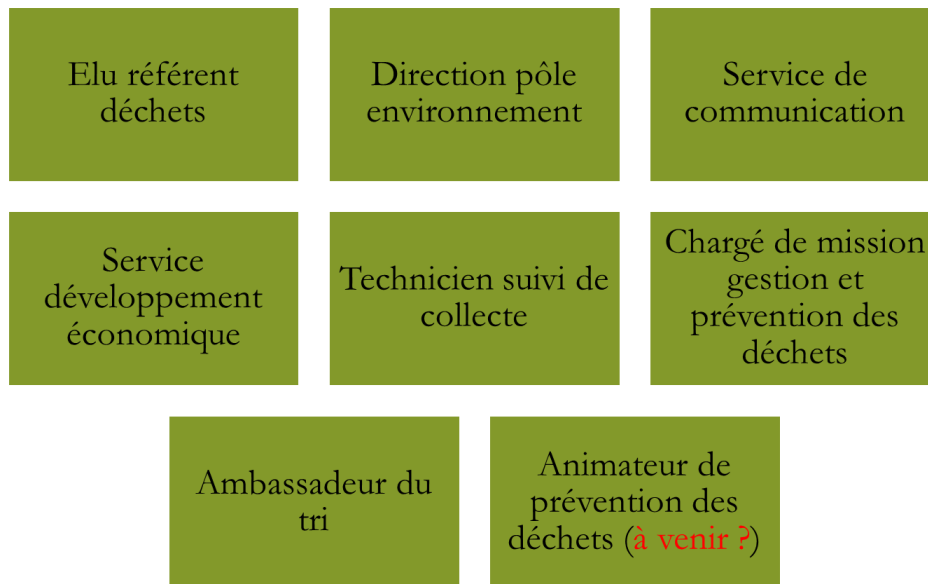 Elu référent
déchets
Direction pôle
environnement
Service de
communication
Service
développement
économique
Technicien suivi de
collecte
Chargé de mission
gestion et
prévention des
déchets
Ambassadeur du
tri
Animateur de
prévention des
déchets (à venir ?)